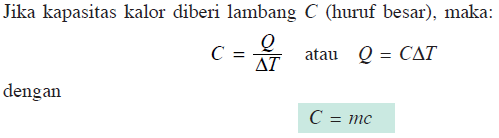 Jika kapasitas kalor diberi lambang C (huruf besar), maka:
C = Q/ΔT atau Q = CΔT
dengan
C = mc